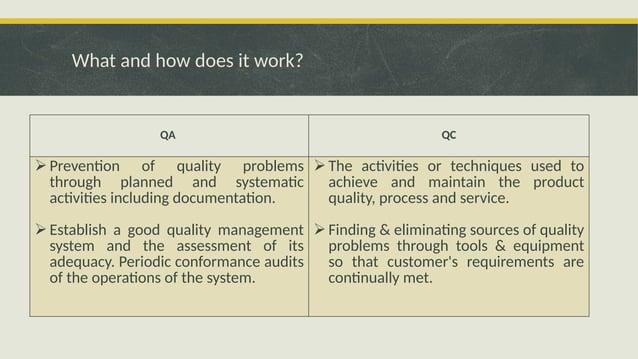 What and how does it work?
QA
QC
➢ Prevention of quality problems
through planned and systematic
activities including documentation.
➢ Establish a good quality management
system and the assessment of its
adequacy. Periodic conformance audits
of the operations of the system.
➢ The activities or techniques used to
achieve and maintain the product
quality, process and service.
➢ Finding & eliminating sources of quality
problems through tools & equipment
so that customer's requirements are
continually met.